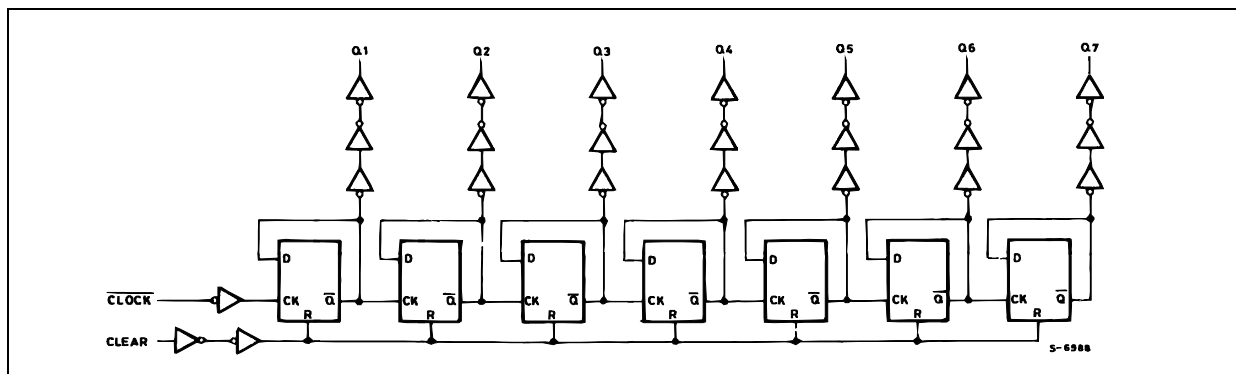 Q1 Q2 Q3 Q4 Q5 Q6 Q7
D D D D D D D
CLOCK CK Q CK Q CK Q CK Q CK Q CK Q CK Q
R R R R R R R
CLEAR
S-6988